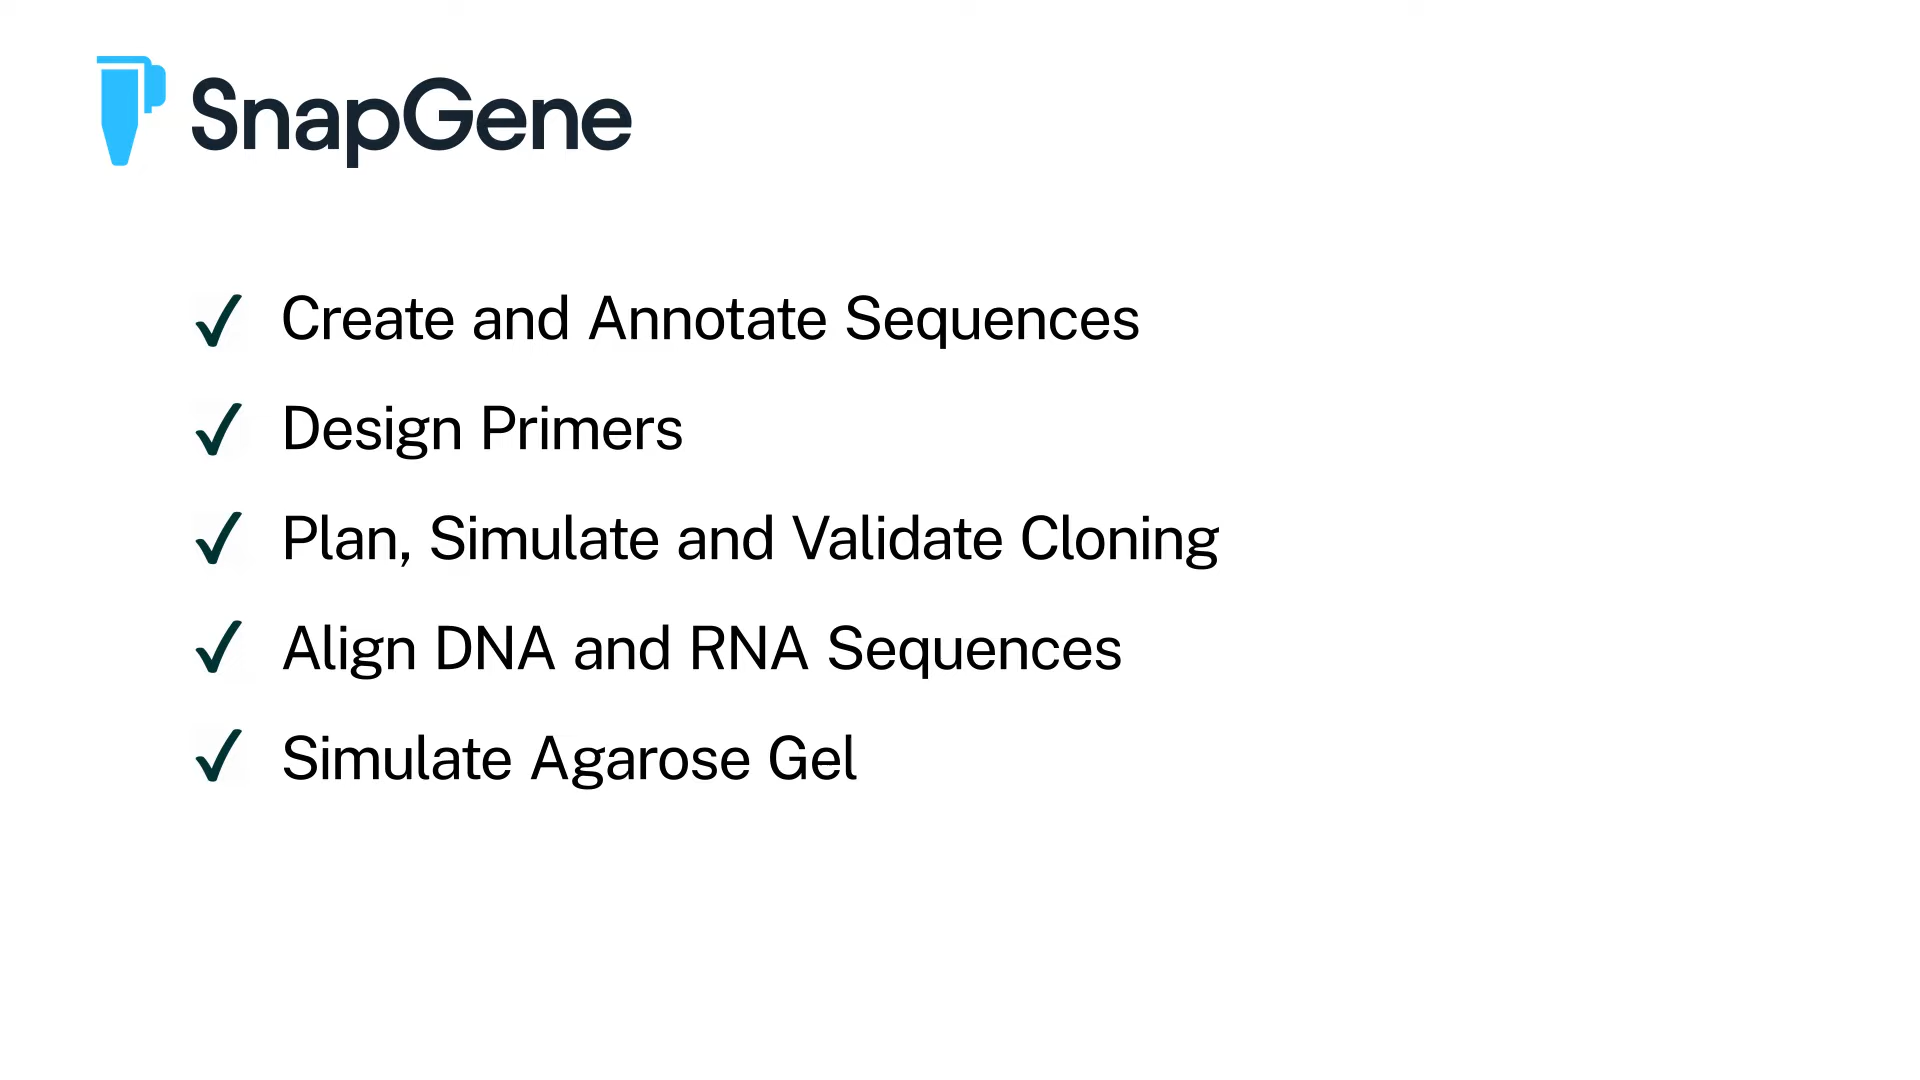 SnapGene
✓ Create and Annotate Sequences
✓ Design Primers
✓ Plan, Simulate and Validate Cloning
✓ Align DNA and RNA Sequences
✓ Simulate Agarose Gel